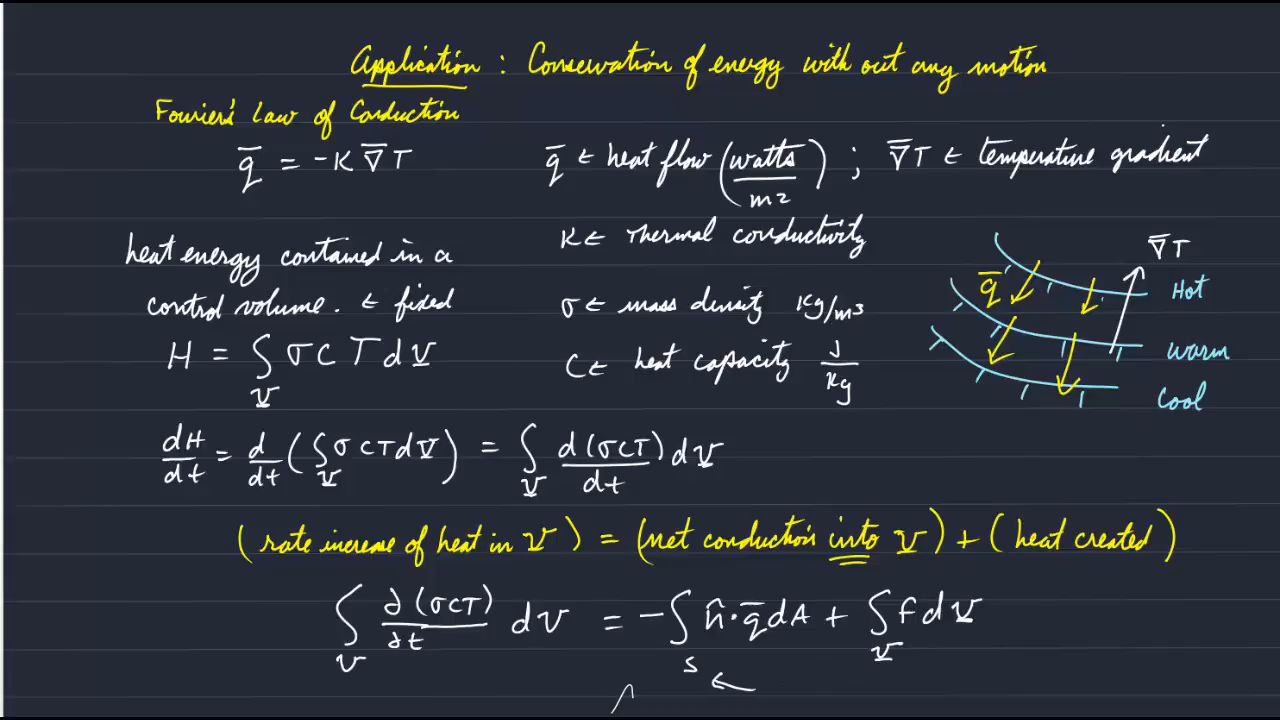 Application : Conservation of energy with out any motion
Fourier's Law of Conduction
q̅ = -K ∇̅T
q̅ ∈ heat flow (watts/m2) ; ∇̅T ∈ temperature gradient
K ∈ Thermal conductivity
heat energy contained in a
control volume. ∈ fixed
σ ∈ mass density Kg/m3
H = ∫_V σ c T dV
C ∈ heat capacity J/Kg
∇̅T
q̅
Hot
warm
Cool
dH/dt = d/dt (∫_V σ c T dV) = ∫_V d(σcT)/dt dV
(rate increase of heat in V) = (net conduction into V) + (heat created)
∫_V ∂(σcT)/∂t dV = -∫_S n̂·q̅ dA + ∫_V f dV